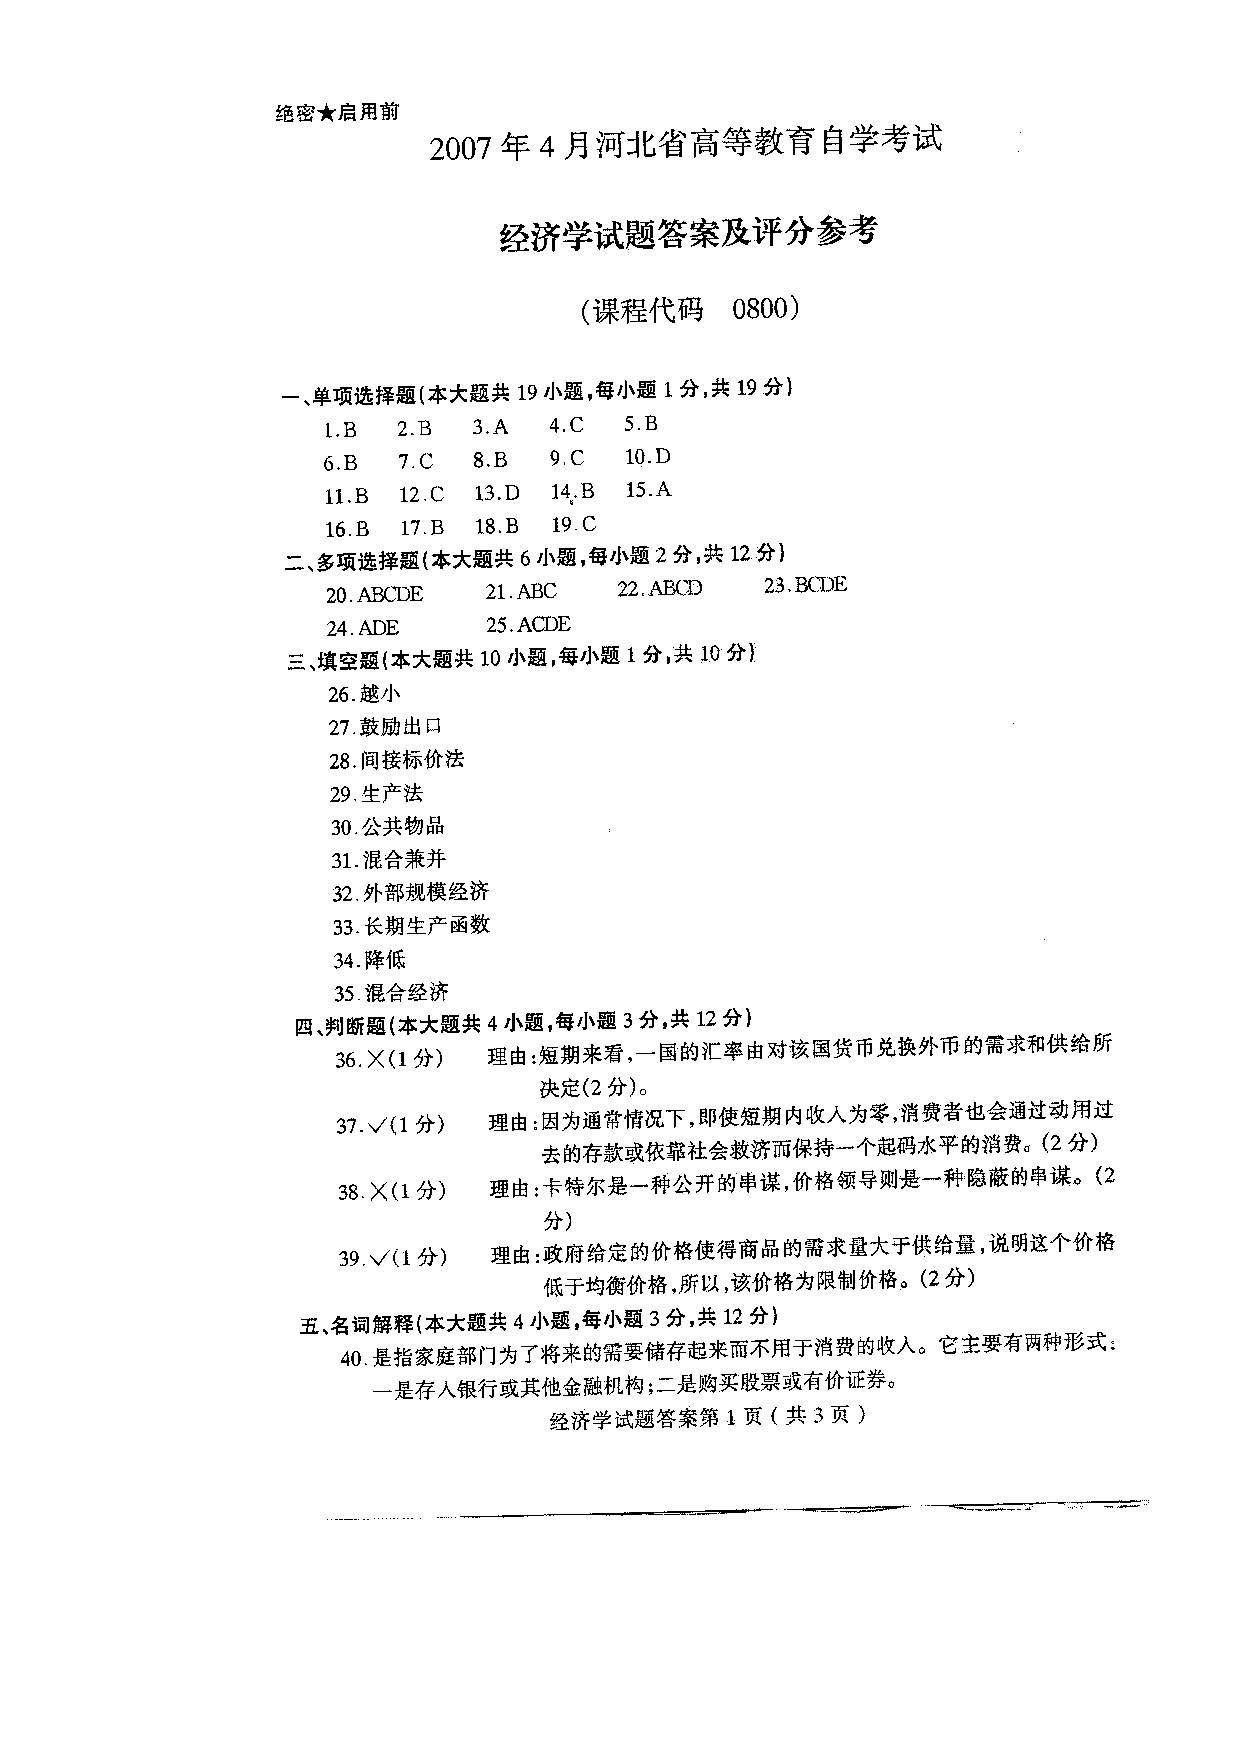 绝密★启用前
2007 年 4 月河北省高等教育自学考试
经济学试题答案及评分参考
(课程代码 0800)
一、单项选择题(本大题共 19 小题,每小题 1 分,共 19 分)
1.B 2.B 3.A 4.C 5.B
6.B 7.C 8.B 9.C 10.D
11.B 12.C 13.D 14.B 15.A
16.B 17.B 18.B 19.C
二、多项选择题(本大题共 6 小题,每小题 2 分,共 12 分)
20.ABCDE 21.ABC 22.ABCD 23.BCDE
24.ADE 25.ACDE
三、填空题(本大题共 10 小题,每小题 1 分,共 10 分)
26.越小
27.鼓励出口
28.间接标价法
29.生产法
30.公共物品
31.混合兼并
32.外部规模经济
33.长期生产函数
34.降低
35.混合经济
四、判断题(本大题共 4 小题,每小题 3 分,共 12 分)
36.×(1 分) 理由:短期来看,一国的汇率由对该国货币兑换外币的需求和供给所
决定(2 分)。
37.√(1 分) 理由:因为通常情况下,即使短期内收入为零,消费者也会通过动用过
去的存款或依靠社会救济而保持一个起码水平的消费。(2 分)
38.×(1 分) 理由:卡特尔是一种公开的串谋,价格领导则是一种隐蔽的串谋。(2
分)
39.√(1 分) 理由:政府给定的价格使得商品的需求量大于供给量,说明这个价格
低于均衡价格,所以,该价格为限制价格。(2 分)
五、名词解释(本大题共 4 小题,每小题 3 分,共 12 分)
40.是指家庭部门为了将来的需要储存起来而不用于消费的收入。它主要有两种形式:
一是存入银行或其他金融机构;二是购买股票或有价证券。
经济学试题答案第 1 页 ( 共 3 页 )